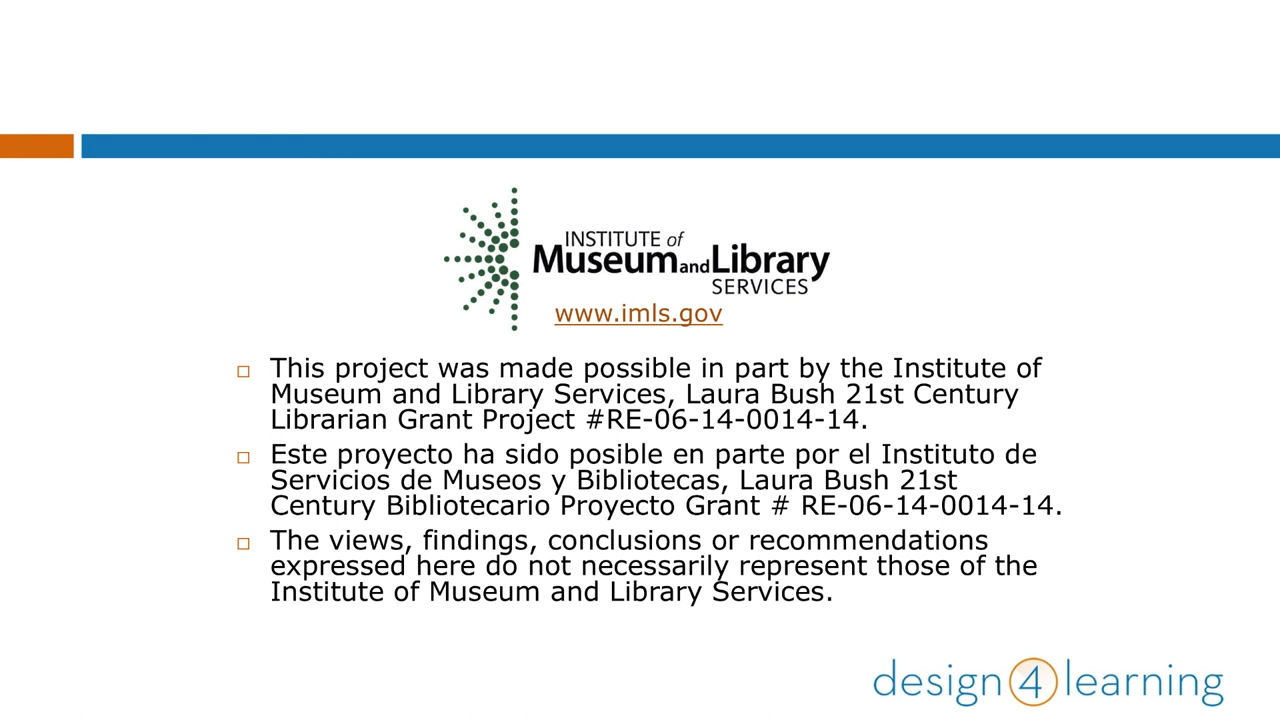 INSTITUTE of
Museum and Library
SERVICES
www.imls.gov
This project was made possible in part by the Institute of
Museum and Library Services, Laura Bush 21st Century
Librarian Grant Project #RE-06-14-0014-14.
Este proyecto ha sido posible en parte por el Instituto de
Servicios de Museos y Bibliotecas, Laura Bush 21st
Century Bibliotecario Proyecto Grant # RE-06-14-0014-14.
The views, findings, conclusions or recommendations
expressed here do not necessarily represent those of the
Institute of Museum and Library Services.
design 4 learning